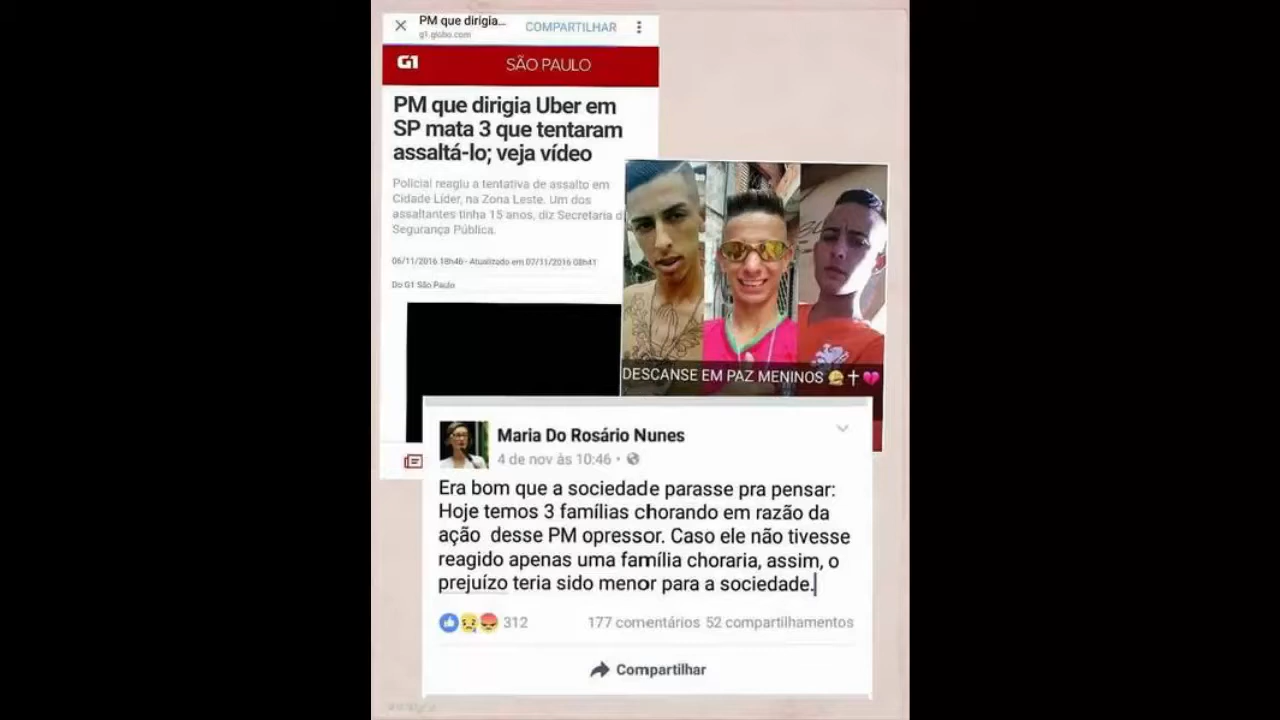 PM que dirigia...
COMPARTILHAR
g1.globo.com
G1
SÃO PAULO
PM que dirigia Uber em
SP mata 3 que tentaram
assaltá-lo; veja vídeo
Policial reagiu a tentativa de assalto em
Cidade Líder, na Zona Leste. Um dos
assaltantes tinha 15 anos, diz Secretaria d
Segurança Pública.
06/11/2016 18h46 - Atualizado em 07/11/2016 08h41
Do G1 São Paulo
DESCANSE EM PAZ MENINOS
Maria Do Rosário Nunes
4 de nov às 10:46
Era bom que a sociedade parasse pra pensar:
Hoje temos 3 famílias chorando em razão da
ação desse PM opressor. Caso ele não tivesse
reagido apenas uma família choraria, assim, o
prejuízo teria sido menor para a sociedade.
312
177 comentários 52 compartilhamentos
Compartilhar